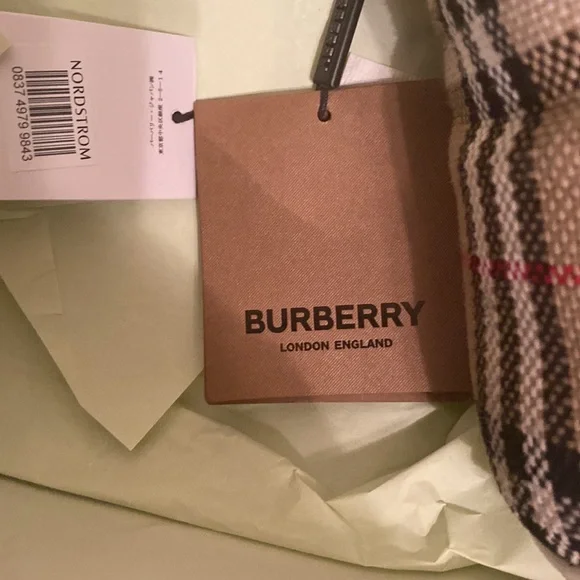 NORDSTROM
0837 4979 9843
BURBERRY
LONDON ENGLAND